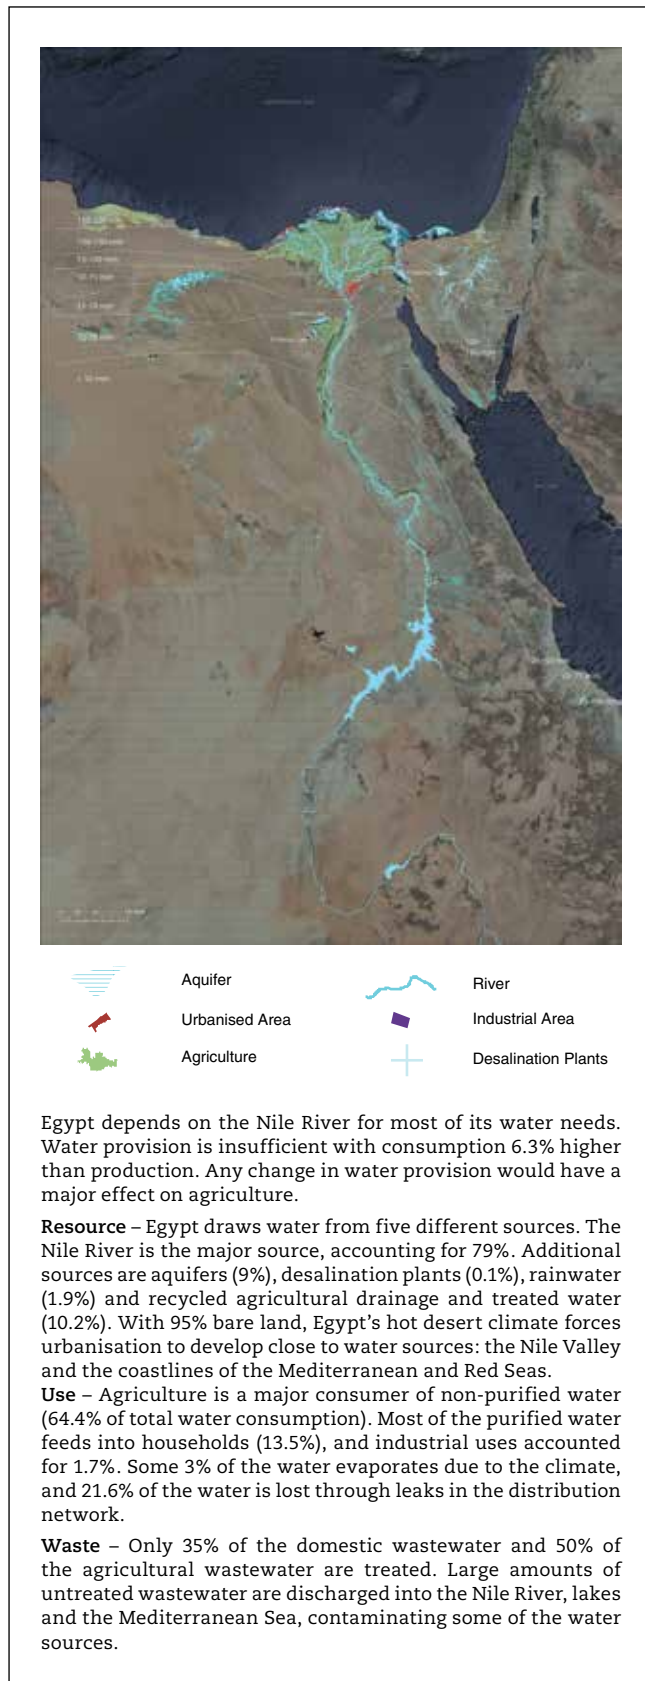 Aquifer
River
Urbanised Area
Industrial Area
Agriculture
Desalination Plants
Egypt depends on the Nile River for most of its water needs.
Water provision is insufficient with consumption 6.3% higher
than production. Any change in water provision would have a
major effect on agriculture.
Resource – Egypt draws water from five different sources. The
Nile River is the major source, accounting for 79%. Additional
sources are aquifers (9%), desalination plants (0.1%), rainwater
(1.9%) and recycled agricultural drainage and treated water
(10.2%). With 95% bare land, Egypt's hot desert climate forces
urbanisation to develop close to water sources: the Nile Valley
and the coastlines of the Mediterranean and Red Seas.
Use – Agriculture is a major consumer of non-purified water
(64.4% of total water consumption). Most of the purified water
feeds into households (13.5%), and industrial uses accounted
for 1.7%. Some 3% of the water evaporates due to the climate,
and 21.6% of the water is lost through leaks in the distribution
network.
Waste – Only 35% of the domestic wastewater and 50% of
the agricultural wastewater are treated. Large amounts of
untreated wastewater are discharged into the Nile River, lakes
and the Mediterranean Sea, contaminating some of the water
sources.